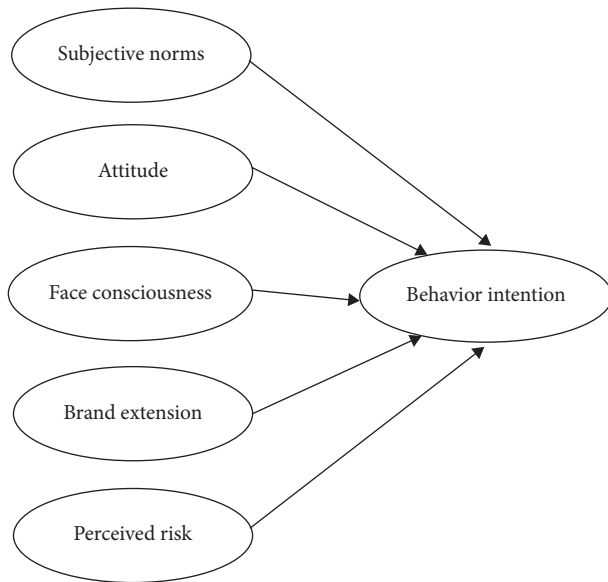 Subjective norms
Attitude
Face consciousness
Behavior intention
Brand extension
Perceived risk